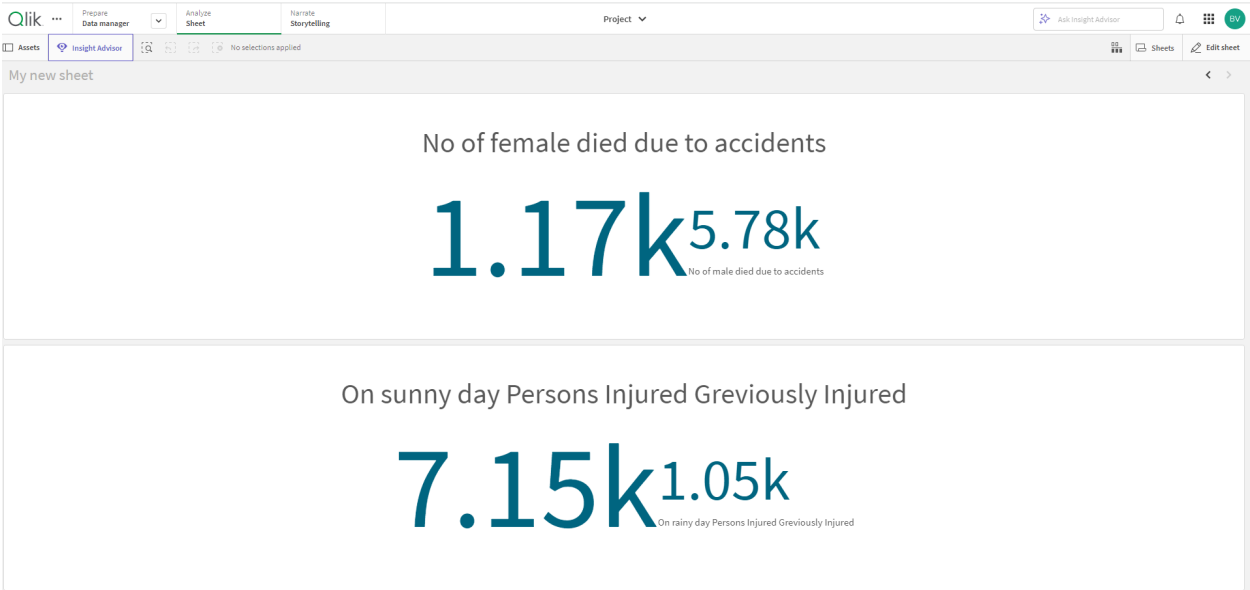 Qlik
Prepare
Data manager
Analyze
Sheet
Narrate
Storytelling
Project
Ask Insight Advisor
BV
Assets
Insight Advisor
No selections applied
Sheets
Edit sheet
My new sheet
No of female died due to accidents
1.17k
5.78k
No of male died due to accidents
On sunny day Persons Injured Greviously Injured
7.15k
1.05k
On rainy day Persons Injured Greviously Injured